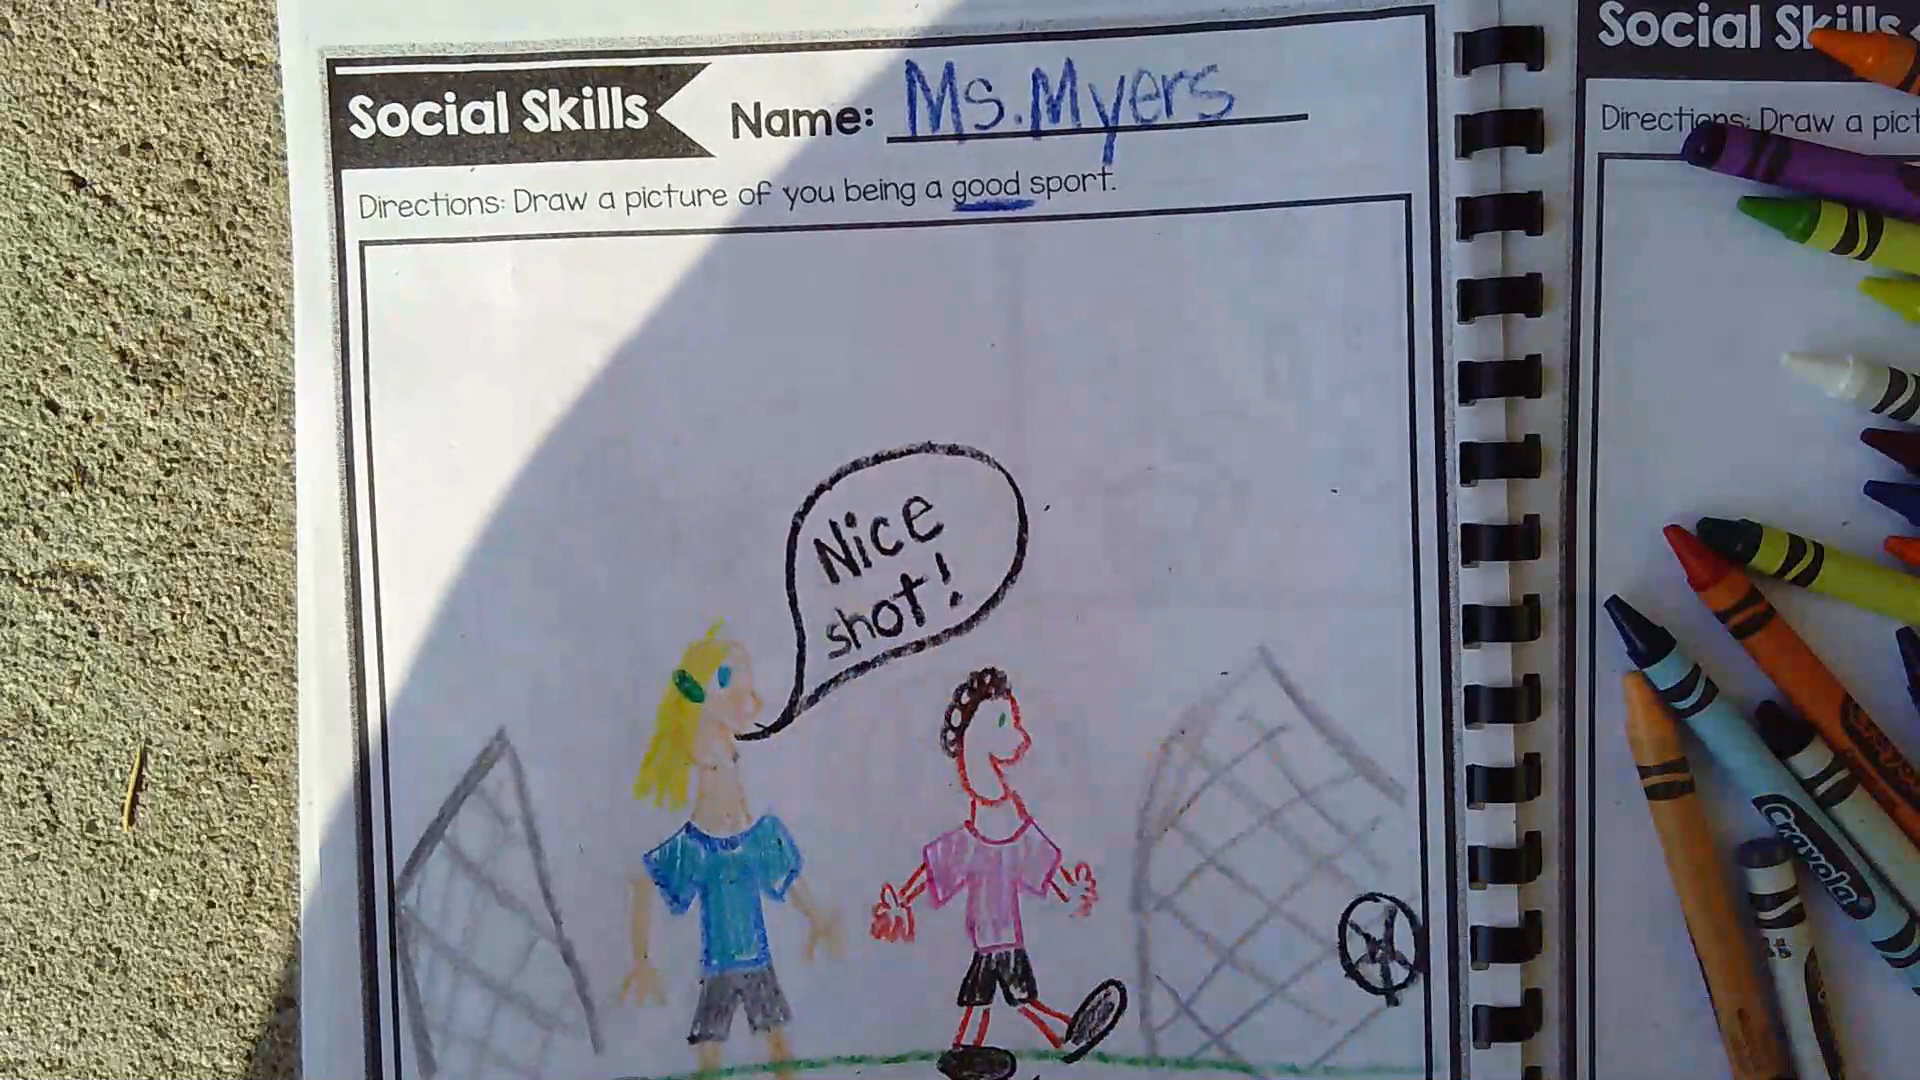 Social Skills
Name: Ms. Myers
Directions: Draw a picture of you being a good sport.
Nice
shot!
Social Skills
Directions: Draw a pict
Crayola